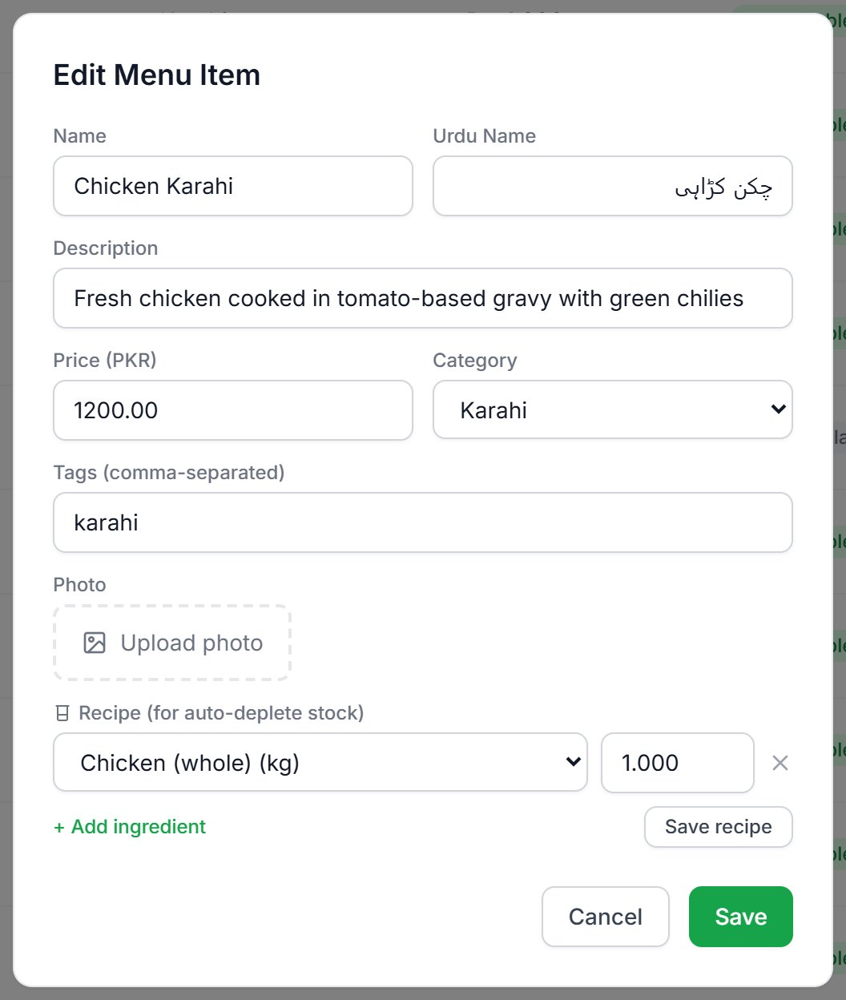 Edit Menu Item
Name
Urdu Name
Chicken Karahi
چکن کڑاہی
Description
Fresh chicken cooked in tomato-based gravy with green chilies
Price (PKR)
Category
1200.00
Karahi
Tags (comma-separated)
karahi
Photo
Upload photo
Recipe (for auto-deplete stock)
Chicken (whole) (kg)
1.000
+ Add ingredient
Save recipe
Cancel
Save